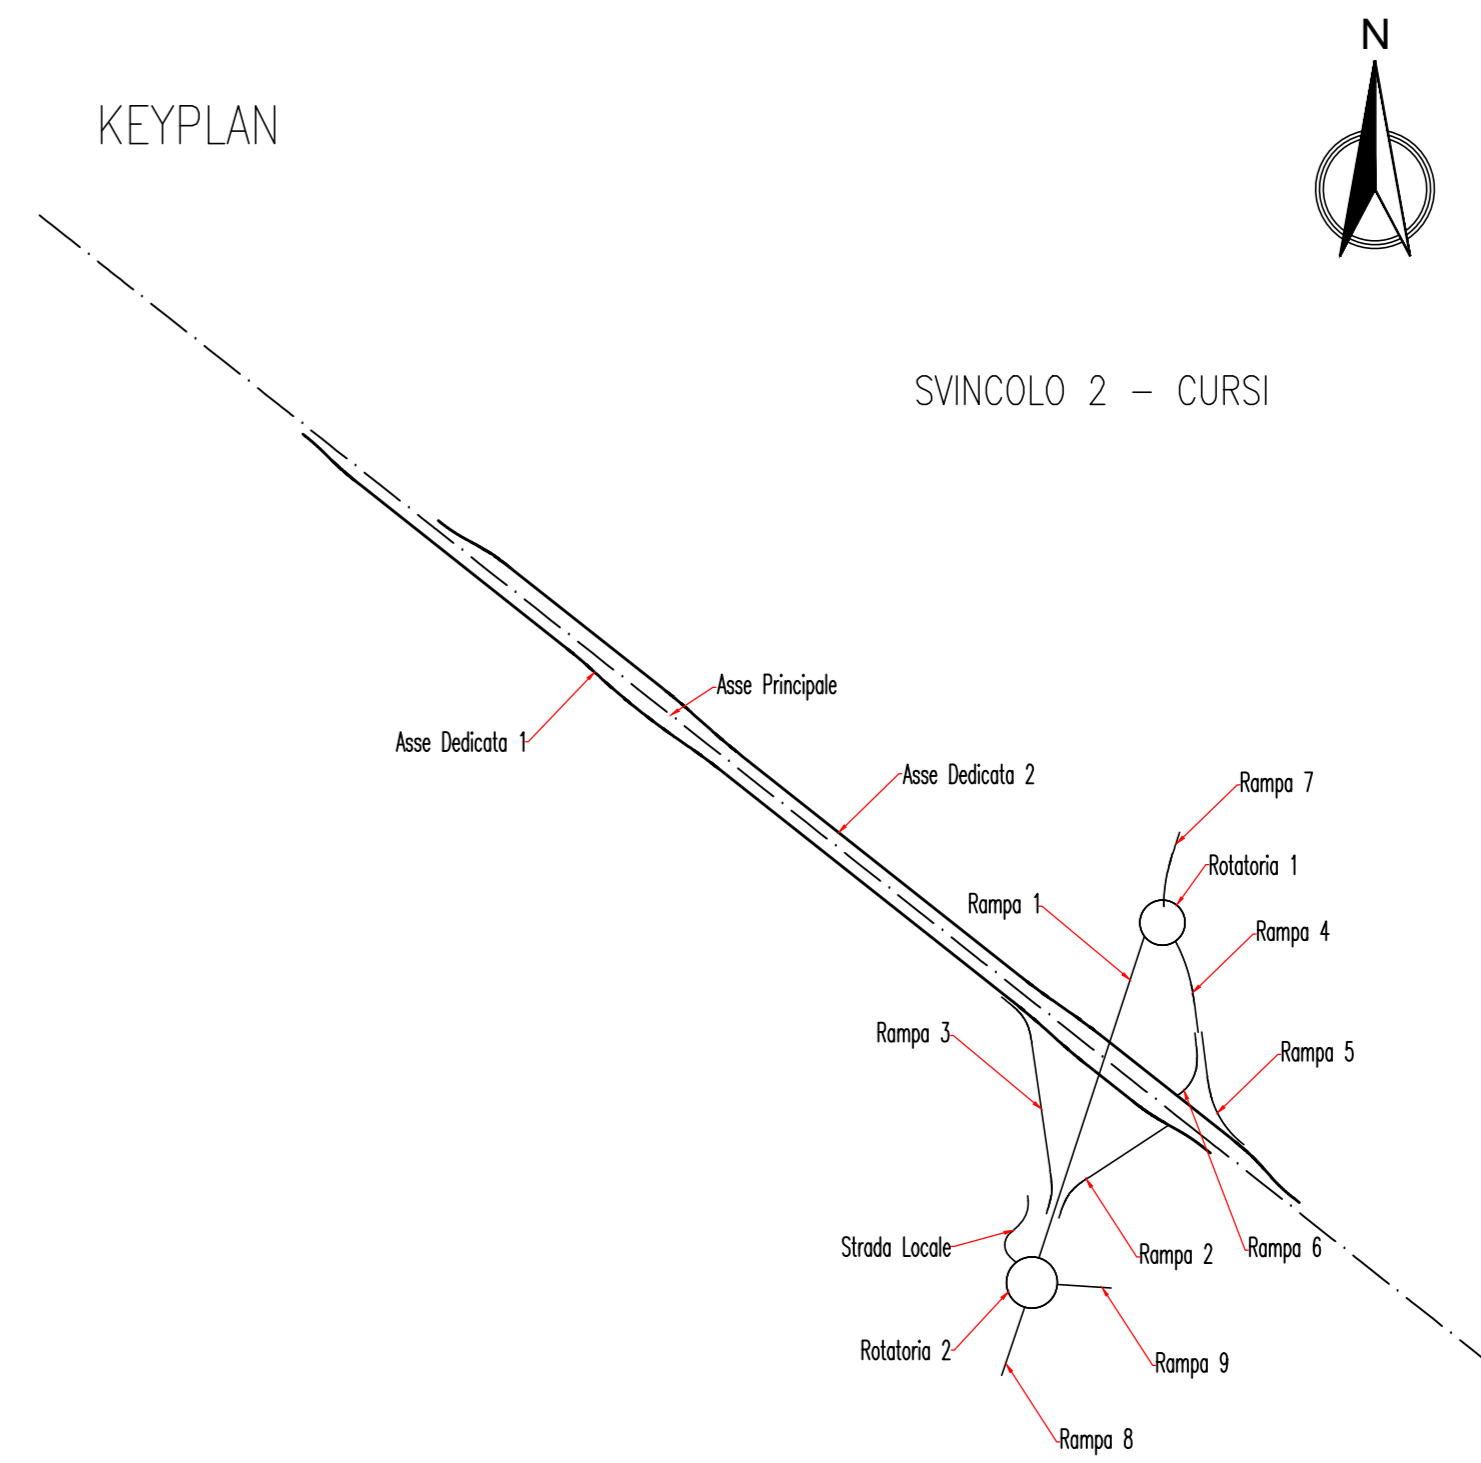 N
KEYPLAN
SVINCOLO 2 - CURSI
Asse Principale
Asse Dedicata 1
Asse Dedicata 2
Rampa 7
Rotatoria 1
Rampa 1
Rampa 4
Rampa 3
Rampa 5
Strada Locale
Rampa 2
Rampa 6
Rotatoria 2
Rampa 9
Rampa 8